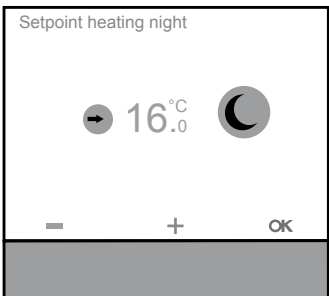 Setpoint heating night
16.0 °C
− + OK